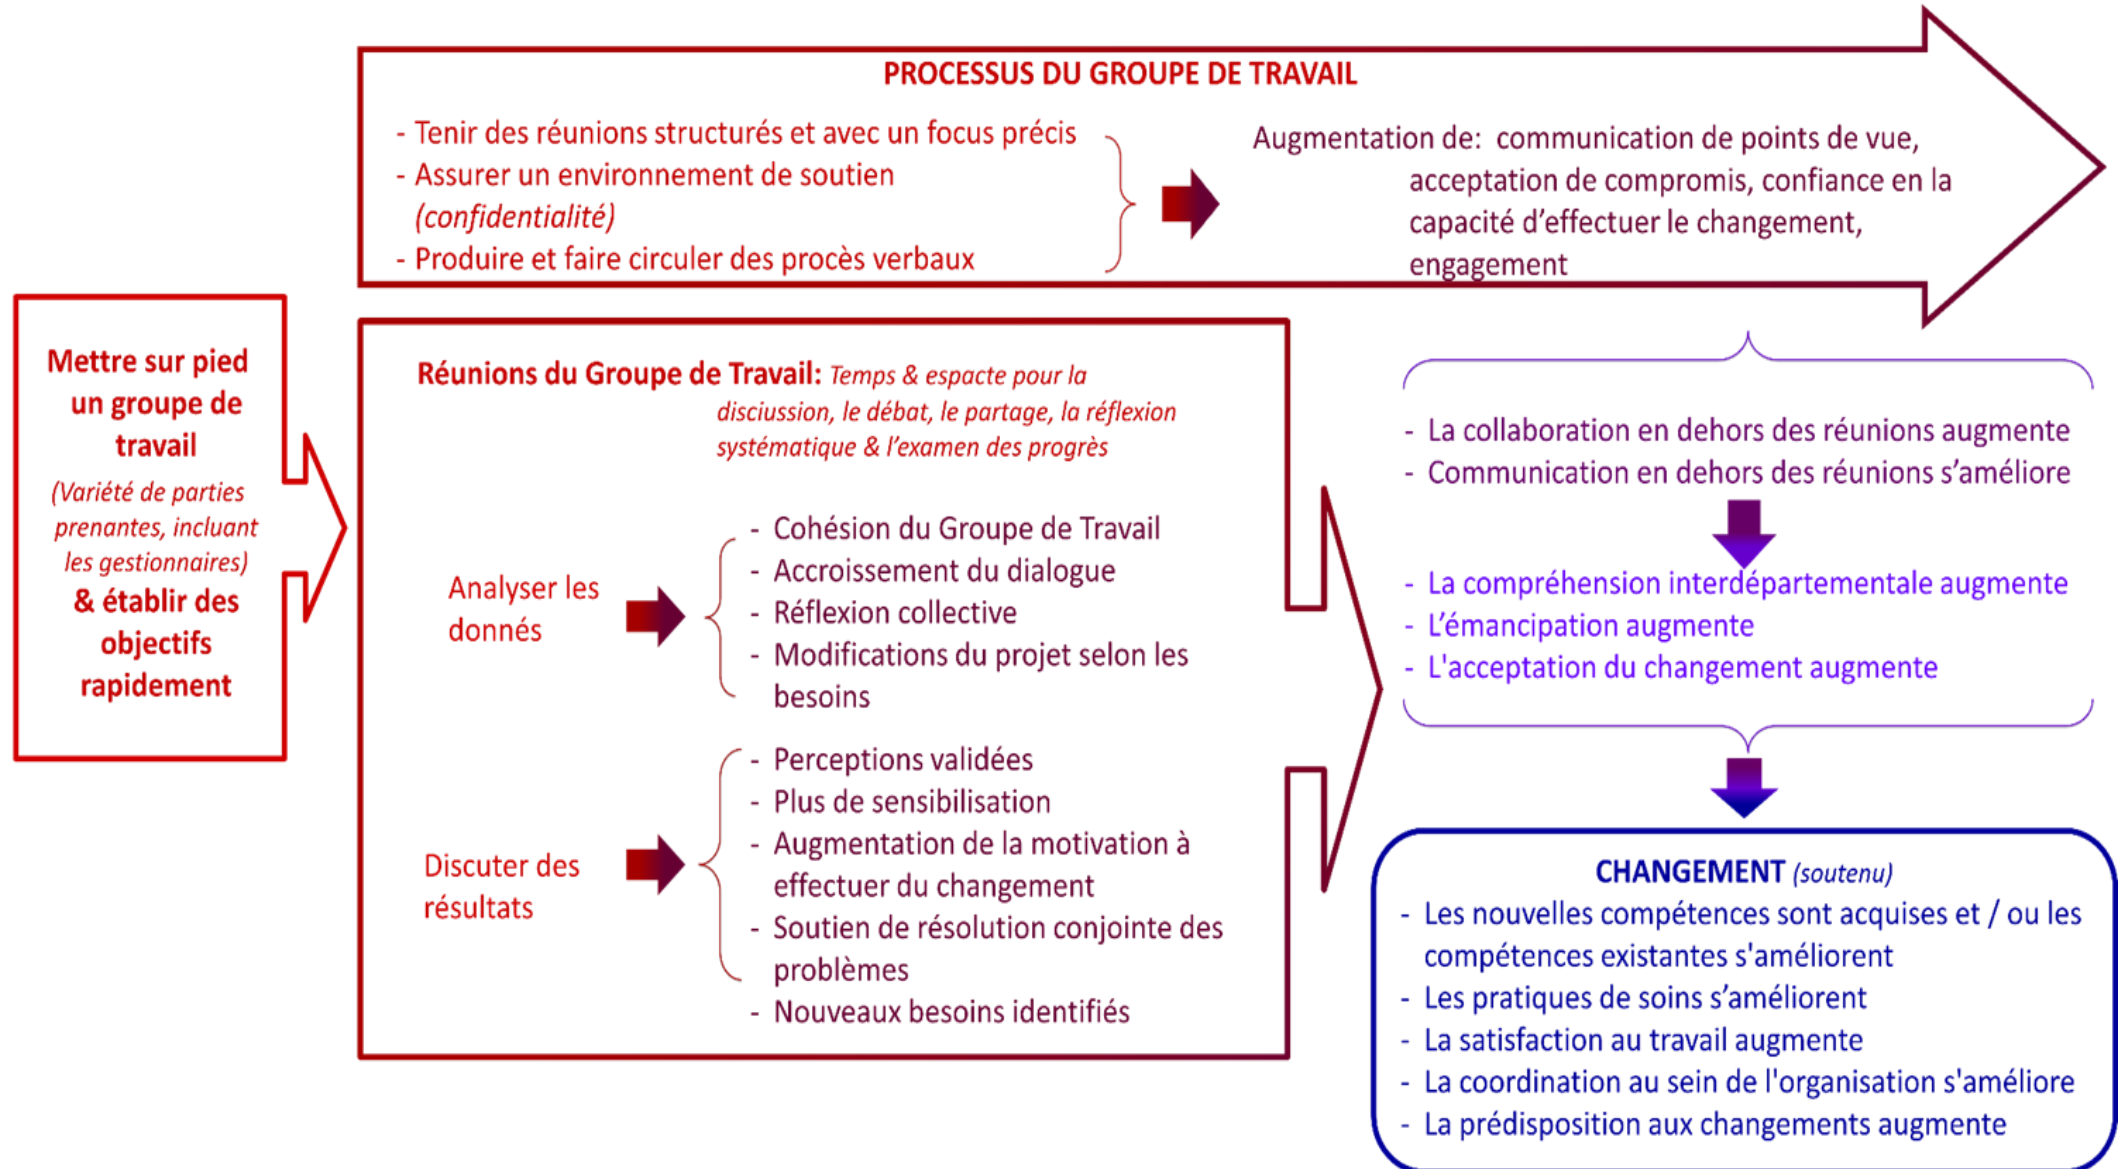 PROCESSUS DU GROUPE DE TRAVAIL
- Tenir des réunions structurés et avec un focus précis
- Assurer un environnement de soutien
(confidentialité)
- Produire et faire circuler des procès verbaux
Augmentation de: communication de points de vue,
acceptation de compromis, confiance en la
capacité d’effectuer le changement,
engagement
Mettre sur pied
un groupe de
travail
(Variété de parties
prenantes, incluant
les gestionnaires)
& établir des
objectifs
rapidement
Réunions du Groupe de Travail: Temps & espacte pour la
disciussion, le débat, le partage, la réflexion
systématique & l’examen des progrès
Analyser les
donnés
- Cohésion du Groupe de Travail
- Accroissement du dialogue
- Réflexion collective
- Modifications du projet selon les
besoins
Discuter des
résultats
- Perceptions validées
- Plus de sensibilisation
- Augmentation de la motivation à
effectuer du changement
- Soutien de résolution conjointe des
problèmes
- Nouveaux besoins identifiés
- La collaboration en dehors des réunions augmente
- Communication en dehors des réunions s’améliore
- La compréhension interdépartementale augmente
- L’émancipation augmente
- L'acceptation du changement augmente
CHANGEMENT (soutenu)
- Les nouvelles compétences sont acquises et / ou les
compétences existantes s'améliorent
- Les pratiques de soins s’améliorent
- La satisfaction au travail augmente
- La coordination au sein de l'organisation s'améliore
- La prédisposition aux changements augmente